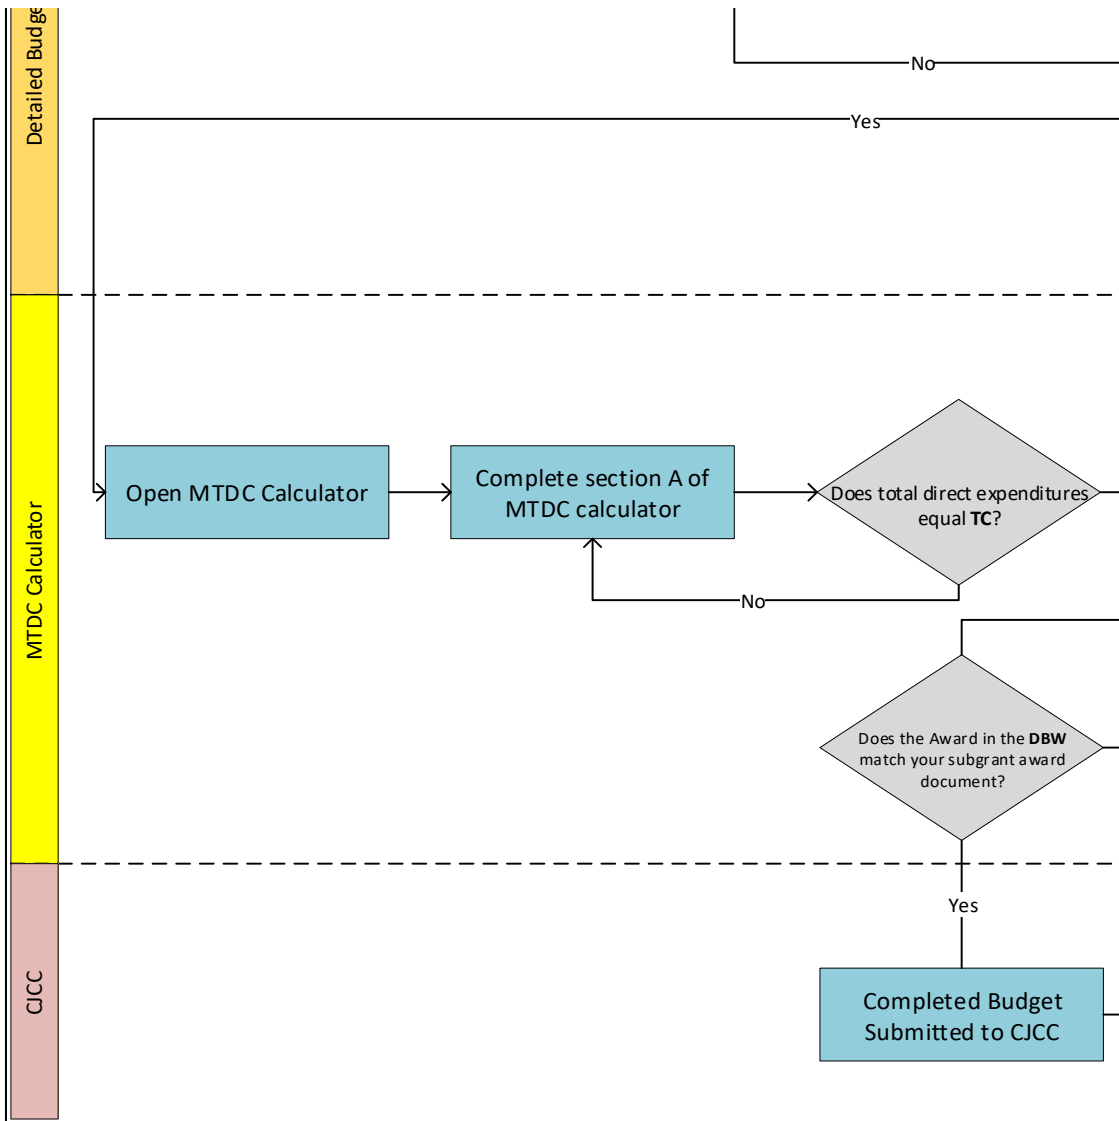 Detailed Budge
No
Yes
MTDC Calculator
Open MTDC Calculator
Complete section A of
MTDC calculator
Does total direct expenditures
equal TC?
No
Does the Award in the DBW
match your subgrant award
document?
CJCC
Yes
Completed Budget
Submitted to CJCC